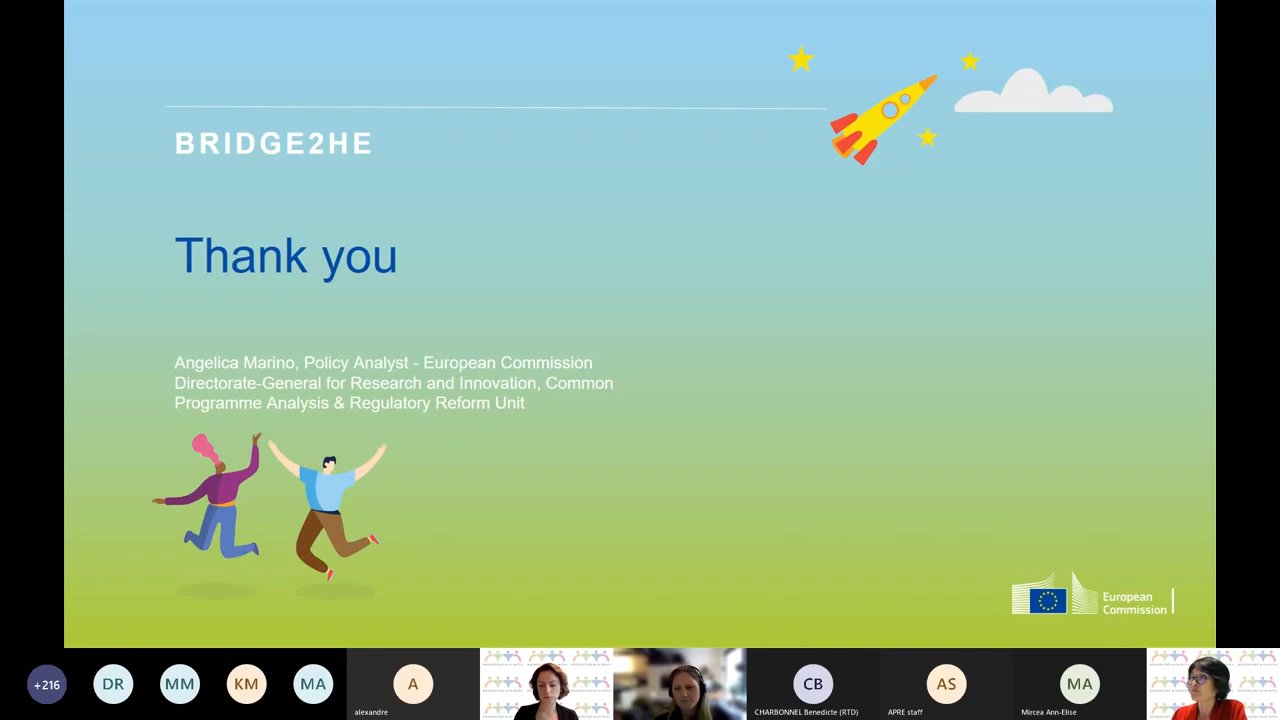 BRIDGE2HE
Thank you
Angelica Marino, Policy Analyst - European Commission
Directorate-General for Research and Innovation, Common
Programme Analysis & Regulatory Reform Unit
European
Commission
+216
DR
MM
KM
MA
A
CB
AS
MA
alexandre
CHARBONNEL Benedicte (RTD)
APRE staff
Mircea Ann-Elise